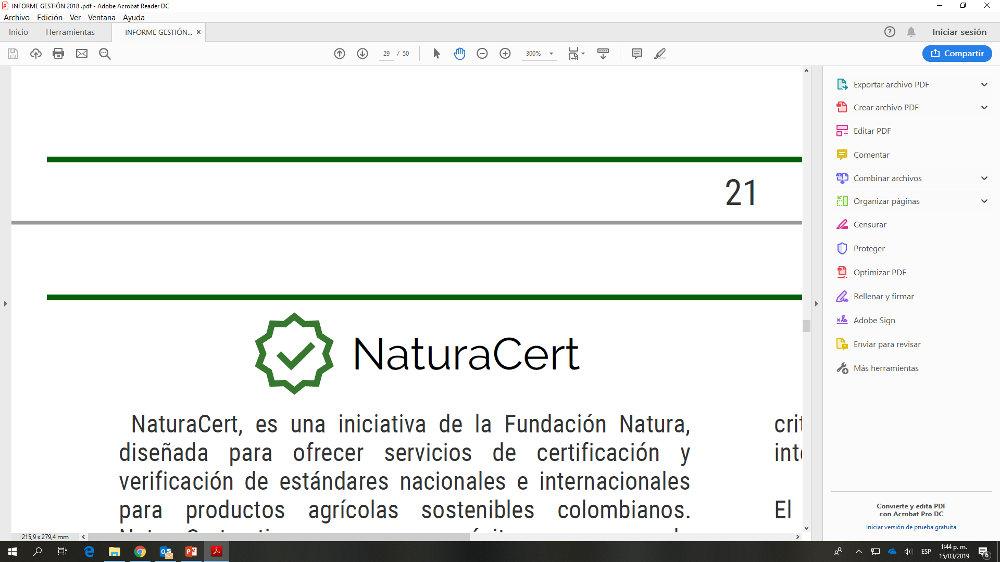 INFORME GESTIÓN 2018 .pdf - Adobe Acrobat Reader DC
Archivo Edición Ver Ventana Ayuda
Inicio Herramientas INFORME GESTIÓN... × Iniciar sesión
29 / 50 300% Compartir
21
NaturaCert
NaturaCert, es una iniciativa de la Fundación Natura,
diseñada para ofrecer servicios de certificación y
verificación de estándares nacionales e internacionales
para productos agrícolas sostenibles colombianos.
El
Exportar archivo PDF
Crear archivo PDF
Editar PDF
Comentar
Combinar archivos
Organizar páginas
Censurar
Proteger
Optimizar PDF
Rellenar y firmar
Adobe Sign
Enviar para revisar
Más herramientas
Convierte y edita PDF
con Acrobat Pro DC
Iniciar versión de prueba gratuita
215,9 x 279,4 mm
ESP
1:44 p. m.
15/03/2019
6